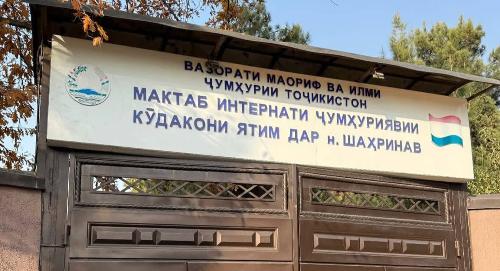 ВАЗОРАТИ МАОРИФ ВА ИЛМИ
ҶУМҲУРИИ ТОҶИКИСТОН
МАКТАБ ИНТЕРНАТИ ҶУМҲУРИЯВИИ
КӮДАКОНИ ЯТИМ ДАР н. ШАҲРИНАВ